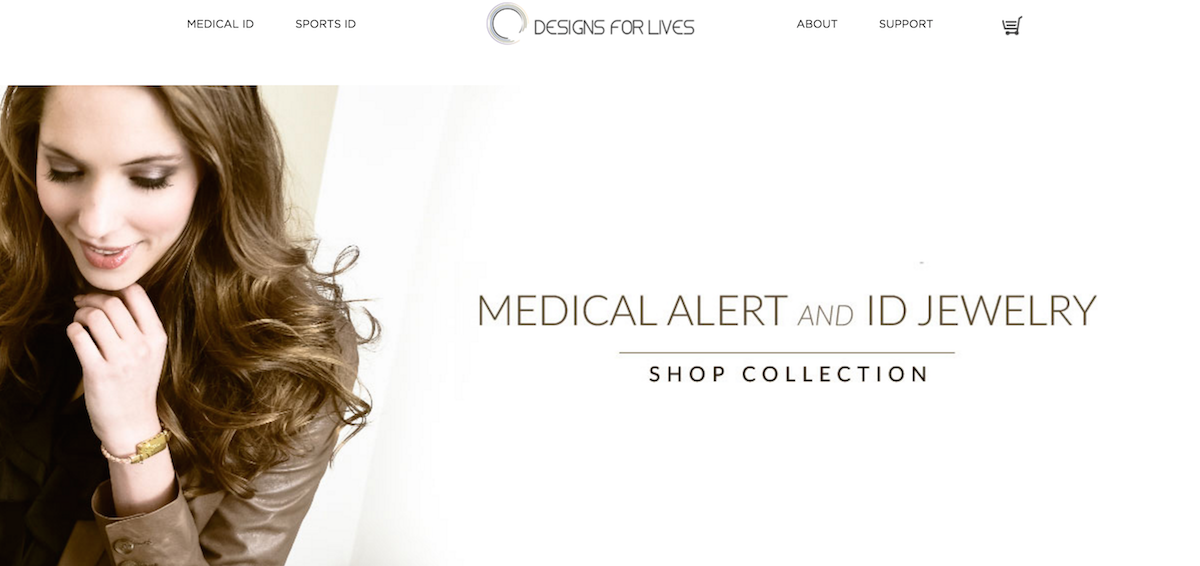 MEDICAL ID
SPORTS ID
DESIGNS FOR LIVES
ABOUT
SUPPORT
MEDICAL ALERT AND ID JEWELRY
SHOP COLLECTION